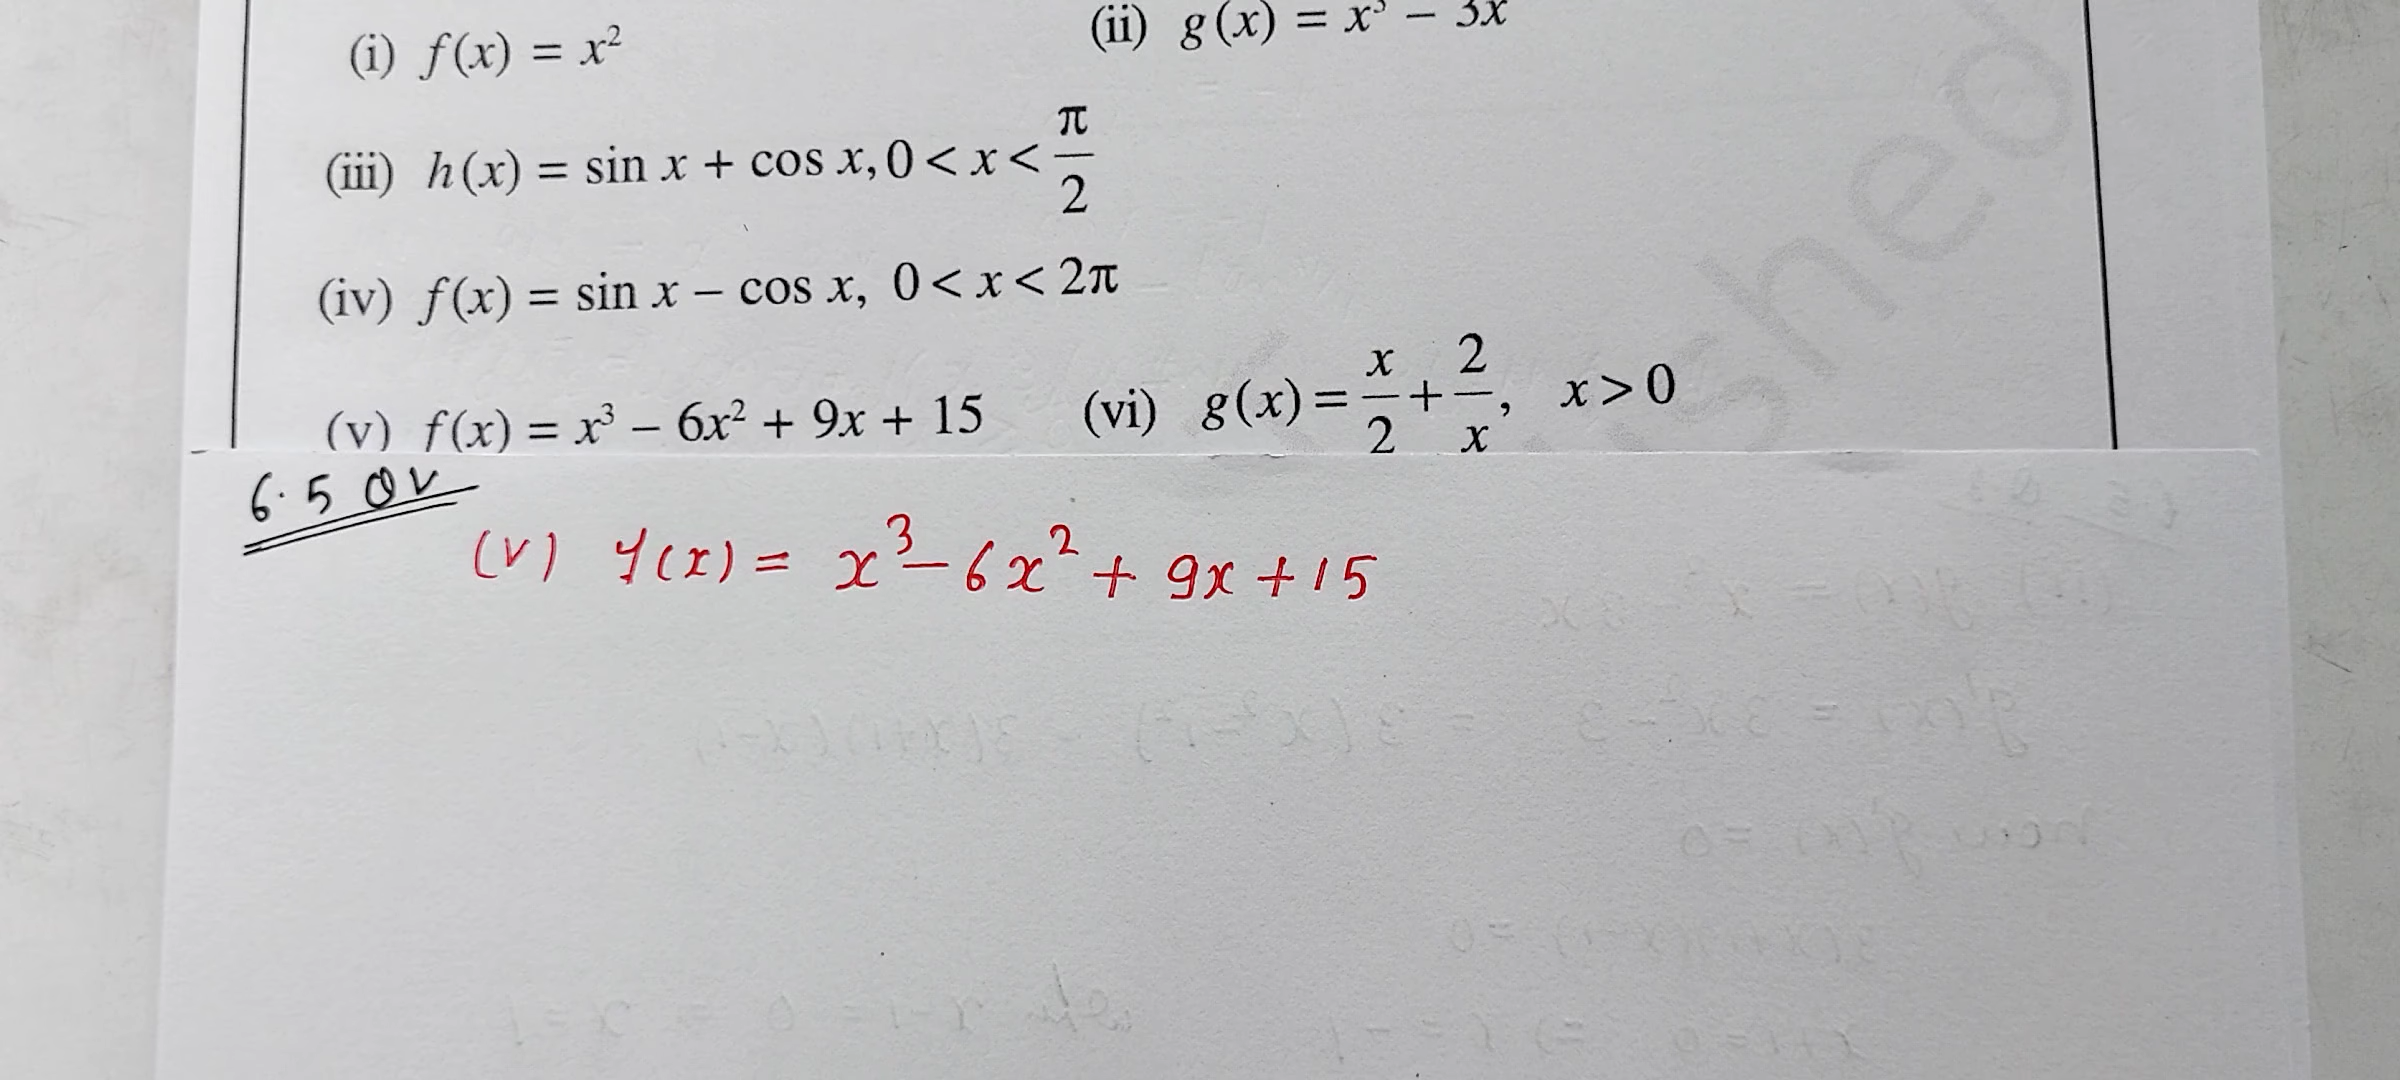 (i) f(x) = x² (ii) g(x) = x³ – 3x
(iii) h(x) = sin x + cos x, 0 < x < π/2
(iv) f(x) = sin x – cos x, 0 < x < 2π
(v) f(x) = x³ – 6x² + 9x + 15 (vi) g(x) = x/2 + 2/x, x > 0
6.5 QV
(V) f(x) = x³ – 6x² + 9x + 15